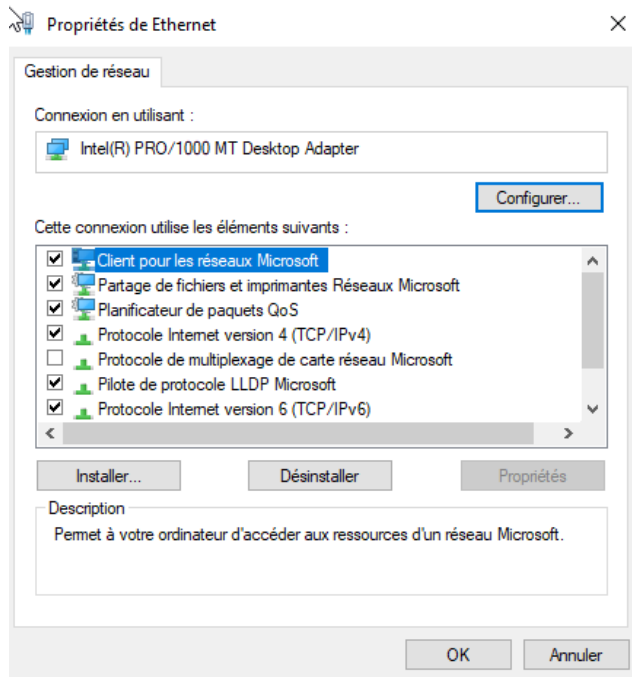 Propriétés de Ethernet
Gestion de réseau
Connexion en utilisant :
Intel(R) PRO/1000 MT Desktop Adapter
Configurer...
Cette connexion utilise les éléments suivants :
Client pour les réseaux Microsoft
Partage de fichiers et imprimantes Réseaux Microsoft
Planificateur de paquets QoS
Protocole Internet version 4 (TCP/IPv4)
Protocole de multiplexage de carte réseau Microsoft
Pilote de protocole LLDP Microsoft
Protocole Internet version 6 (TCP/IPv6)
Installer... Désinstaller Propriétés
Description
Permet à votre ordinateur d'accéder aux ressources d'un réseau Microsoft.
OK Annuler